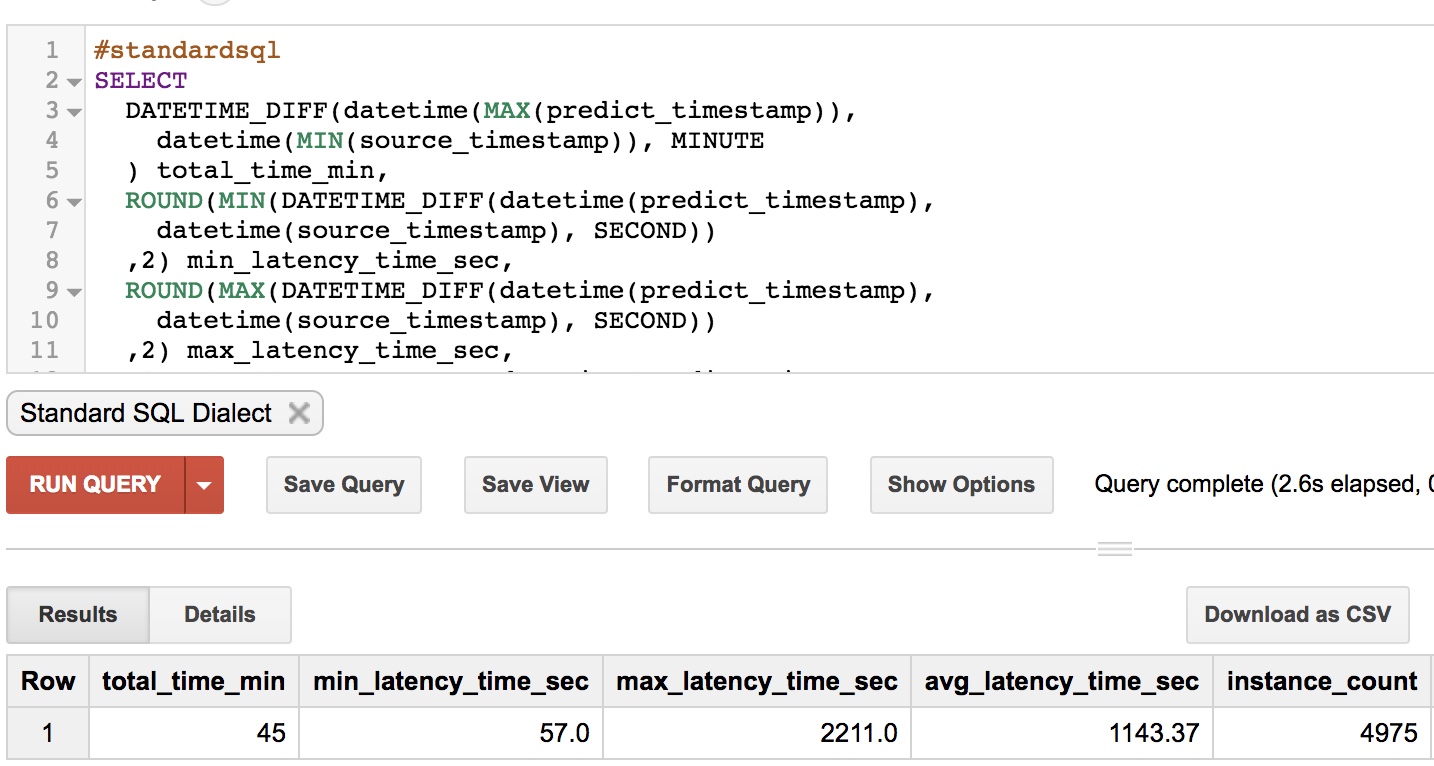 1 #standardsql
2 SELECT
3 DATETIME_DIFF(datetime(MAX(predict_timestamp)),
4 datetime(MIN(source_timestamp)), MINUTE
5 ) total_time_min,
6 ROUND(MIN(DATETIME_DIFF(datetime(predict_timestamp),
7 datetime(source_timestamp), SECOND))
8 ,2) min_latency_time_sec,
9 ROUND(MAX(DATETIME_DIFF(datetime(predict_timestamp),
10 datetime(source_timestamp), SECOND))
11 ,2) max_latency_time_sec,
Standard SQL Dialect
RUN QUERY Save Query Save View Format Query Show Options Query complete (2.6s elapsed,
Results Details Download as CSV
Row total_time_min min_latency_time_sec max_latency_time_sec avg_latency_time_sec instance_count
1 45 57.0 2211.0 1143.37 4975